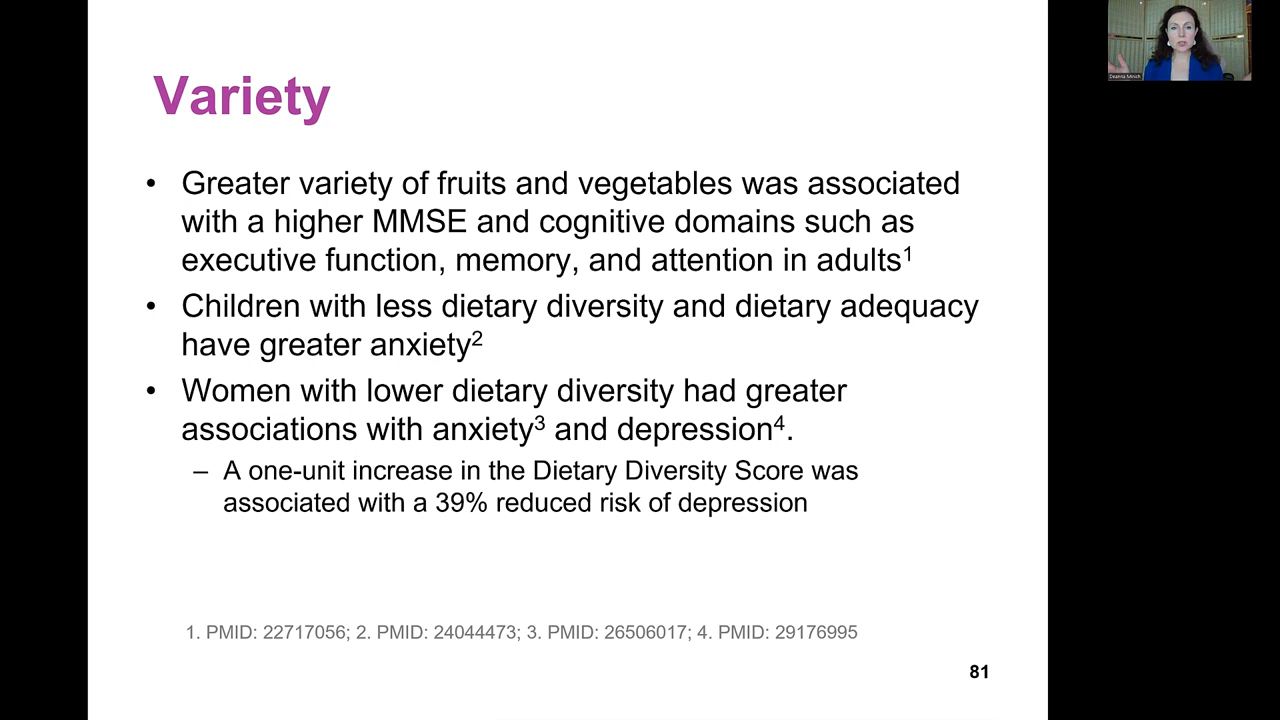 Variety
• Greater variety of fruits and vegetables was associated
with a higher MMSE and cognitive domains such as
executive function, memory, and attention in adults¹
• Children with less dietary diversity and dietary adequacy
have greater anxiety²
• Women with lower dietary diversity had greater
associations with anxiety³ and depression⁴.
– A one-unit increase in the Dietary Diversity Score was
associated with a 39% reduced risk of depression
1. PMID: 22717056; 2. PMID: 24044473; 3. PMID: 26506017; 4. PMID: 29176995
81
Deanna Minich